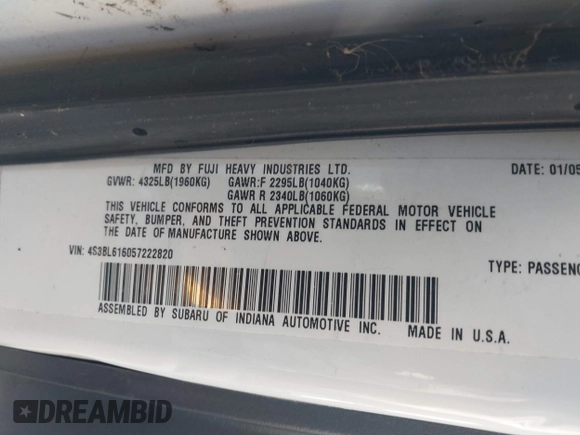 MFD BY FUJI HEAVY INDUSTRIES LTD. DATE: 01/05
GVWR: 4325LB(1960KG) GAWR:F 2295LB(1040KG)
GAWR R 2340LB(1060KG)
THIS VEHICLE CONFORMS TO ALL APPLICABLE FEDERAL MOTOR VEHICLE
SAFETY, BUMPER, AND THEFT PREVENTION STANDARDS IN EFFECT ON
THE DATE OF MANUFACTURE SHOWN ABOVE.
VIN: 4S3BL616057222820 TYPE: PASSENG
ASSEMBLED BY SUBARU OF INDIANA AUTOMOTIVE INC. MADE IN U.S.A.
DREAMBID